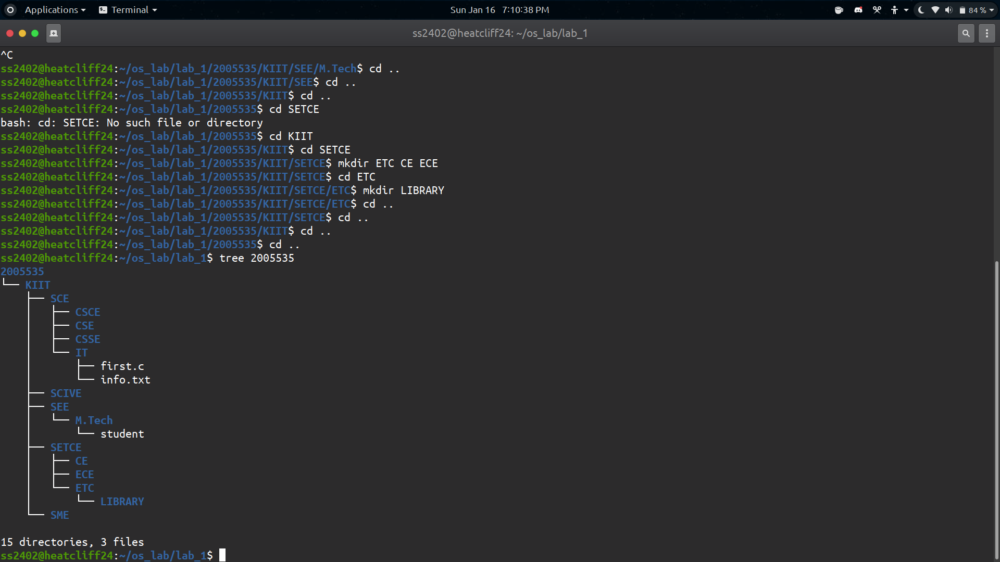 Applications Terminal Sun Jan 16 7:10:38 PM 84 %
ss2402@heatcliff24: ~/os_lab/lab_1
^C
ss2402@heatcliff24:~/os_lab/lab_1/2005535/KIIT/SEE/M.Tech$ cd ..
ss2402@heatcliff24:~/os_lab/lab_1/2005535/KIIT/SEE$ cd ..
ss2402@heatcliff24:~/os_lab/lab_1/2005535/KIIT$ cd ..
ss2402@heatcliff24:~/os_lab/lab_1/2005535$ cd SETCE
bash: cd: SETCE: No such file or directory
ss2402@heatcliff24:~/os_lab/lab_1/2005535$ cd KIIT
ss2402@heatcliff24:~/os_lab/lab_1/2005535/KIIT$ cd SETCE
ss2402@heatcliff24:~/os_lab/lab_1/2005535/KIIT/SETCE$ mkdir ETC CE ECE
ss2402@heatcliff24:~/os_lab/lab_1/2005535/KIIT/SETCE$ cd ETC
ss2402@heatcliff24:~/os_lab/lab_1/2005535/KIIT/SETCE/ETC$ mkdir LIBRARY
ss2402@heatcliff24:~/os_lab/lab_1/2005535/KIIT/SETCE/ETC$ cd ..
ss2402@heatcliff24:~/os_lab/lab_1/2005535/KIIT/SETCE$ cd ..
ss2402@heatcliff24:~/os_lab/lab_1/2005535/KIIT$ cd ..
ss2402@heatcliff24:~/os_lab/lab_1/2005535$ cd ..
ss2402@heatcliff24:~/os_lab/lab_1$ tree 2005535
2005535
└── KIIT
    ├── SCE
    │   ├── CSCE
    │   ├── CSE
    │   ├── CSSE
    │   └── IT
    │       ├── first.c
    │       └── info.txt
    ├── SCIVE
    ├── SEE
    │   └── M.Tech
    │       └── student
    ├── SETCE
    │   ├── CE
    │   ├── ECE
    │   └── ETC
    │       └── LIBRARY
    └── SME
15 directories, 3 files
ss2402@heatcliff24:~/os_lab/lab_1$